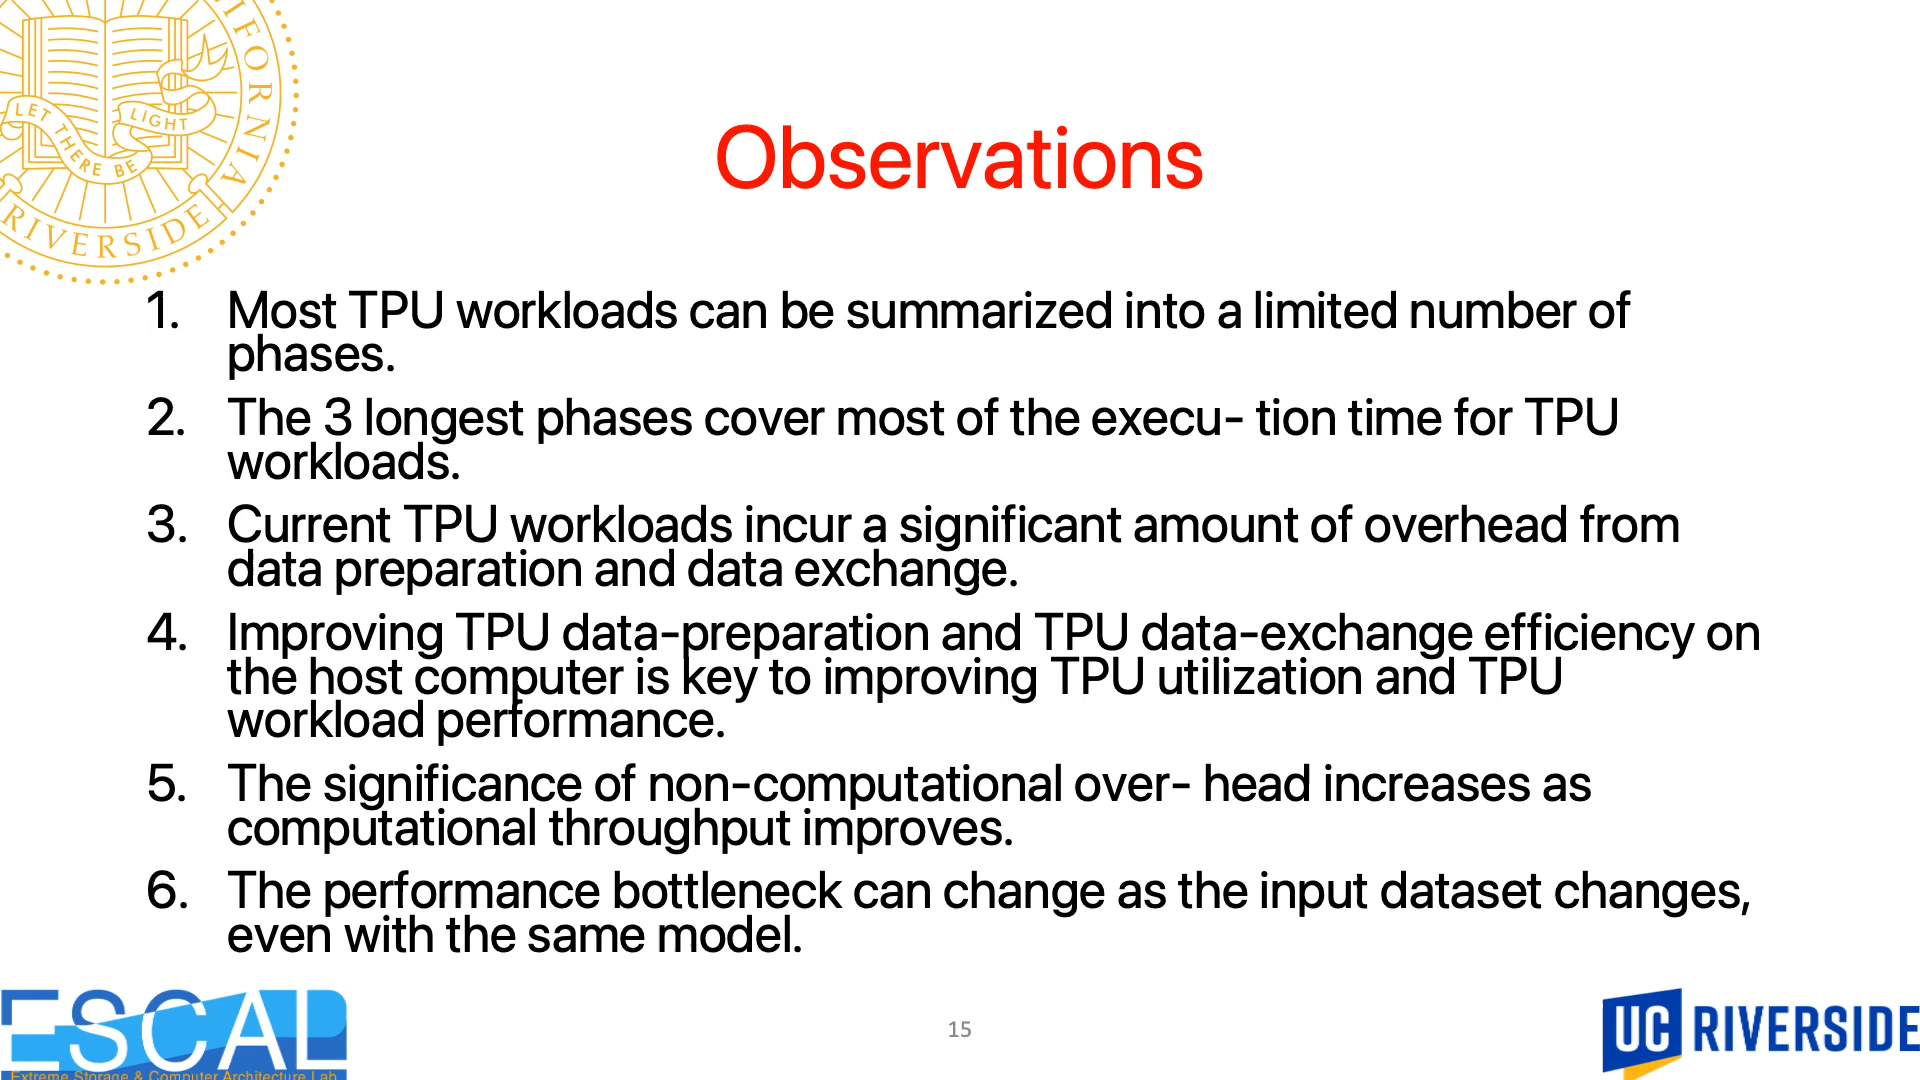 IFORNIA
LET THERE BE LIGHT
RIVERSIDE
Observations
1. Most TPU workloads can be summarized into a limited number of
phases.
2. The 3 longest phases cover most of the execu- tion time for TPU
workloads.
3. Current TPU workloads incur a significant amount of overhead from
data preparation and data exchange.
4. Improving TPU data-preparation and TPU data-exchange efficiency on
the host computer is key to improving TPU utilization and TPU
workload performance.
5. The significance of non-computational over- head increases as
computational throughput improves.
6. The performance bottleneck can change as the input dataset changes,
even with the same model.
ESCAL
Extreme Storage & Computer Architecture Lab
15
UC RIVERSIDE